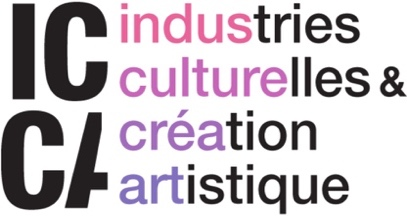 IC
CA
industries
culturelles &
création
artistique